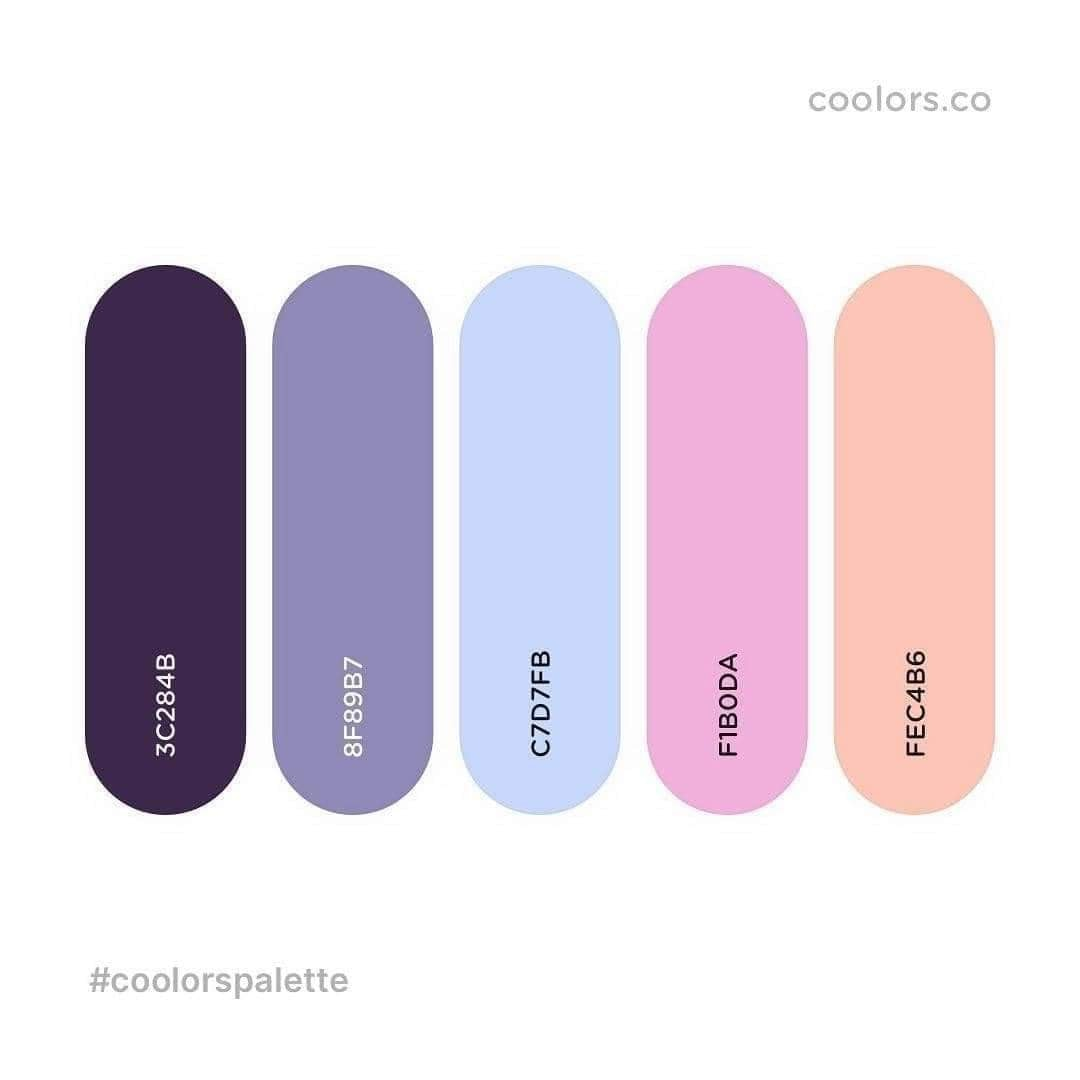 coolors.co
3C284B
8F89B7
C7D7FB
F1B0DA
FEC4B6
#coolorspalette